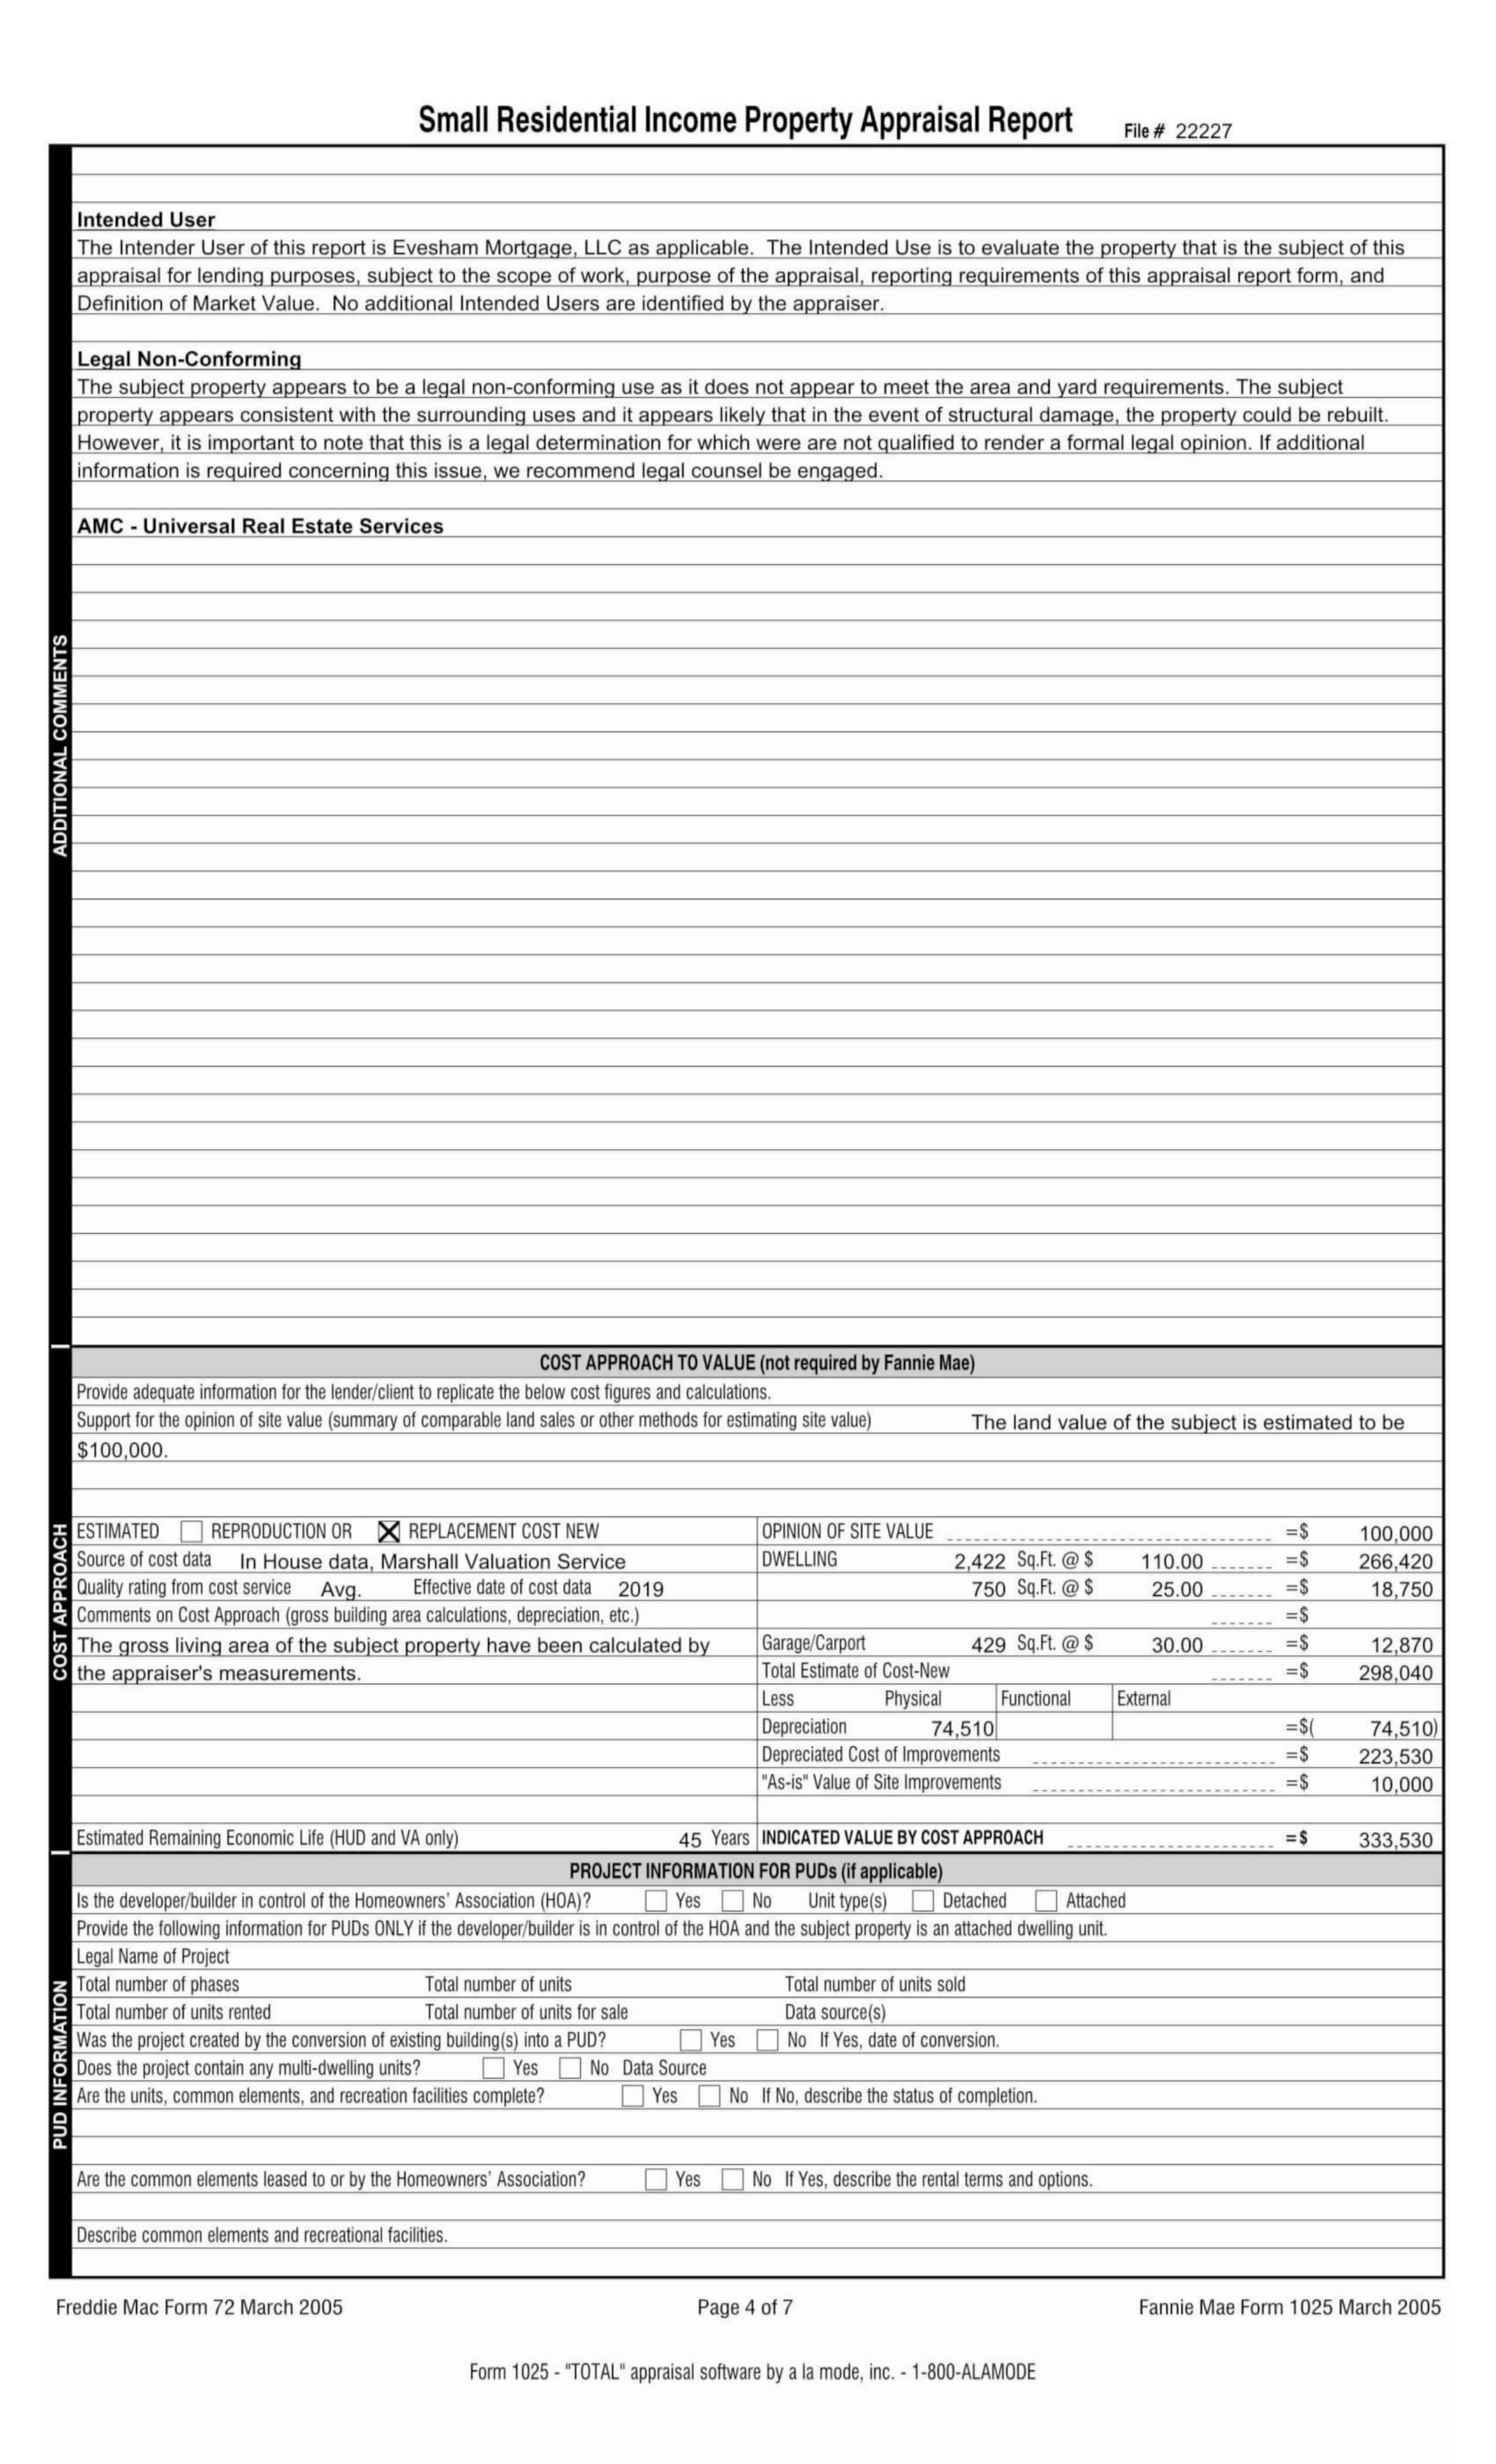 Small Residential Income Property Appraisal Report File # 22227
Intended User
The Intender User of this report is Evesham Mortgage, LLC as applicable. The Intended Use is to evaluate the property that is the subject of this
appraisal for lending purposes, subject to the scope of work, purpose of the appraisal, reporting requirements of this appraisal report form, and
Definition of Market Value. No additional Intended Users are identified by the appraiser.
Legal Non-Conforming
The subject property appears to be a legal non-conforming use as it does not appear to meet the area and yard requirements. The subject
property appears consistent with the surrounding uses and it appears likely that in the event of structural damage, the property could be rebuilt.
However, it is important to note that this is a legal determination for which were are not qualified to render a formal legal opinion. If additional
information is required concerning this issue, we recommend legal counsel be engaged.
AMC - Universal Real Estate Services
ADDITIONAL COMMENTS
COST APPROACH TO VALUE (not required by Fannie Mae)
Provide adequate information for the lender/client to replicate the below cost figures and calculations.
Support for the opinion of site value (summary of comparable land sales or other methods for estimating site value) The land value of the subject is estimated to be
$100,000.
COST APPROACH
ESTIMATED REPRODUCTION OR REPLACEMENT COST NEW OPINION OF SITE VALUE =$ 100,000
Source of cost data In House data, Marshall Valuation Service DWELLING 2,422 Sq.Ft. @ $ 110.00 =$ 266,420
Quality rating from cost service Avg. Effective date of cost data 2019 750 Sq.Ft. @ $ 25.00 =$ 18,750
Comments on Cost Approach (gross building area calculations, depreciation, etc.) =$
The gross living area of the subject property have been calculated by Garage/Carport 429 Sq.Ft. @ $ 30.00 =$ 12,870
the appraiser's measurements. Total Estimate of Cost-New =$ 298,040
Less Physical Functional External
Depreciation 74,510 =$( 74,510)
Depreciated Cost of Improvements =$ 223,530
"As-is" Value of Site Improvements =$ 10,000
Estimated Remaining Economic Life (HUD and VA only) 45 Years INDICATED VALUE BY COST APPROACH =$ 333,530
PROJECT INFORMATION FOR PUDs (if applicable)
Is the developer/builder in control of the Homeowners' Association (HOA)? Yes No Unit type(s) Detached Attached
Provide the following information for PUDs ONLY if the developer/builder is in control of the HOA and the subject property is an attached dwelling unit.
Legal Name of Project
Total number of phases Total number of units Total number of units sold
Total number of units rented Total number of units for sale Data source(s)
Was the project created by the conversion of existing building(s) into a PUD? Yes No If Yes, date of conversion.
Does the project contain any multi-dwelling units? Yes No Data Source
Are the units, common elements, and recreation facilities complete? Yes No If No, describe the status of completion.
PUD INFORMATION
Are the common elements leased to or by the Homeowners' Association? Yes No If Yes, describe the rental terms and options.
Describe common elements and recreational facilities.
Freddie Mac Form 72 March 2005 Page 4 of 7 Fannie Mae Form 1025 March 2005
Form 1025 - "TOTAL" appraisal software by a la mode, inc. - 1-800-ALAMODE